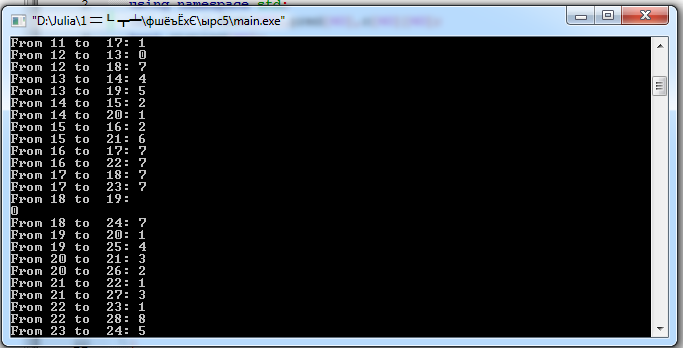 using namespace std;
"D:\Julia\1 二 ┘ ┬┴\фшёъЁхЄ\ырс5\main.exe"
From 11 to  17: 1
From 12 to  13: 0
From 12 to  18: 7
From 13 to  14: 4
From 13 to  19: 5
From 14 to  15: 2
From 14 to  20: 1
From 15 to  16: 2
From 15 to  21: 6
From 16 to  17: 7
From 16 to  22: 7
From 17 to  18: 7
From 17 to  23: 7
From 18 to  19:
0
From 18 to  24: 7
From 19 to  20: 1
From 19 to  25: 4
From 20 to  21: 3
From 20 to  26: 2
From 21 to  22: 1
From 21 to  27: 3
From 22 to  23: 1
From 22 to  28: 8
From 23 to  24: 5